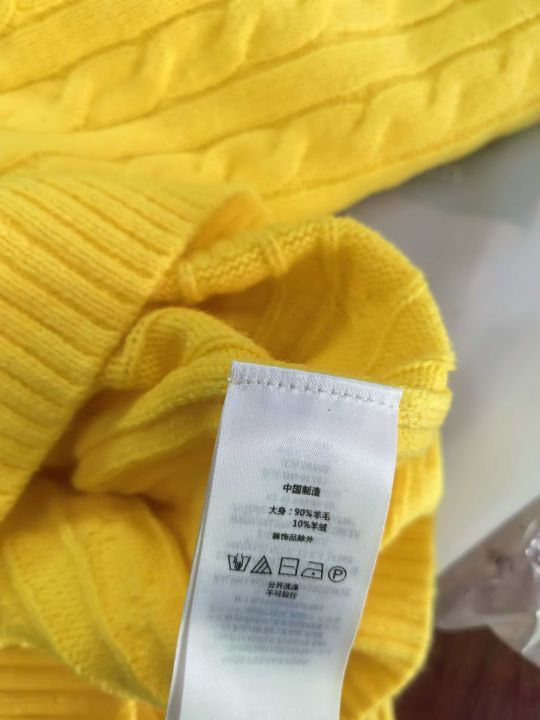 中国制造
大身：90%羊毛
10%羊绒
装饰品除外
P
分开洗涤
不可拧绞